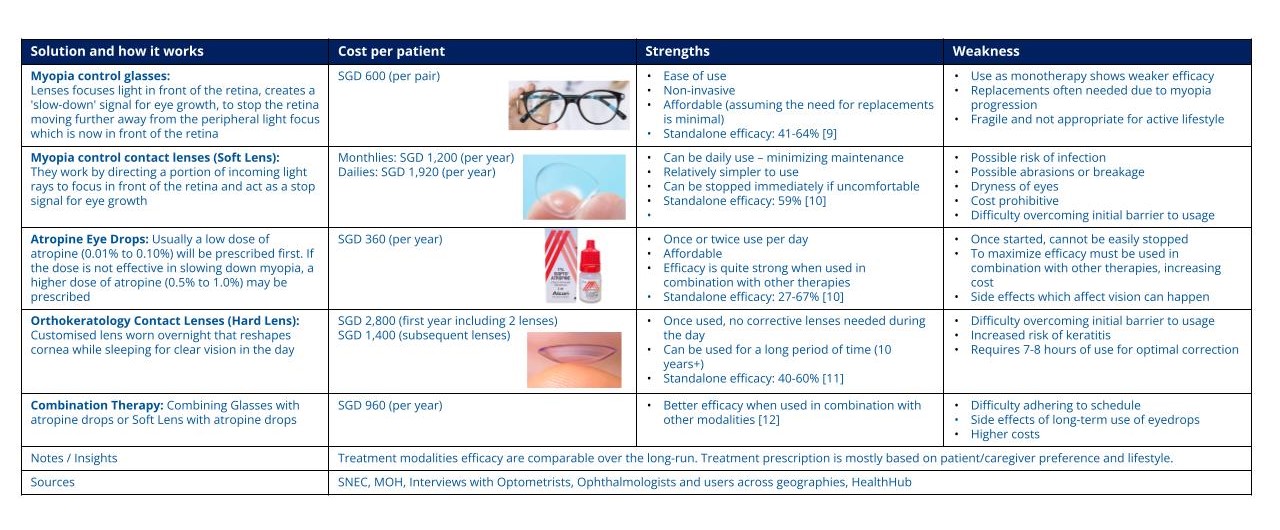 Solution and how it works
Cost per patient
Strengths
Weakness
Myopia control glasses:
Lenses focuses light in front of the retina, creates a
'slow-down' signal for eye growth, to stop the retina
moving further away from the peripheral light focus
which is now in front of the retina
SGD 600 (per pair)
• Ease of use
• Non-invasive
• Affordable (assuming the need for replacements
is minimal)
• Standalone efficacy: 41-64% [9]
• Use as monotherapy shows weaker efficacy
• Replacements often needed due to myopia
progression
• Fragile and not appropriate for active lifestyle
Myopia control contact lenses (Soft Lens):
They work by directing a portion of incoming light
rays to focus in front of the retina and act as a stop
signal for eye growth
Monthlies: SGD 1,200 (per year)
Dailies: SGD 1,920 (per year)
• Can be daily use – minimizing maintenance
• Relatively simpler to use
• Can be stopped immediately if uncomfortable
• Standalone efficacy: 59% [10]
•
• Possible risk of infection
• Possible abrasions or breakage
• Dryness of eyes
• Cost prohibitive
• Difficulty overcoming initial barrier to usage
Atropine Eye Drops: Usually a low dose of
atropine (0.01% to 0.10%) will be prescribed first. If
the dose is not effective in slowing down myopia, a
higher dose of atropine (0.5% to 1.0%) may be
prescribed
SGD 360 (per year)
Alcon
• Once or twice use per day
• Affordable
• Efficacy is quite strong when used in
combination with other therapies
• Standalone efficacy: 27-67% [10]
• Once started, cannot be easily stopped
• To maximize efficacy must be used in
combination with other therapies, increasing
cost
• Side effects which affect vision can happen
Orthokeratology Contact Lenses (Hard Lens):
Customised lens worn overnight that reshapes
cornea while sleeping for clear vision in the day
SGD 2,800 (first year including 2 lenses)
SGD 1,400 (subsequent lenses)
• Once used, no corrective lenses needed during
the day
• Can be used for a long period of time (10
years+)
• Standalone efficacy: 40-60% [11]
• Difficulty overcoming initial barrier to usage
• Increased risk of keratitis
• Requires 7-8 hours of use for optimal correction
Combination Therapy: Combining Glasses with
atropine drops or Soft Lens with atropine drops
SGD 960 (per year)
• Better efficacy when used in combination with
other modalities [12]
• Difficulty adhering to schedule
• Side effects of long-term use of eyedrops
• Higher costs
Notes / Insights
Treatment modalities efficacy are comparable over the long-run. Treatment prescription is mostly based on patient/caregiver preference and lifestyle.
Sources
SNEC, MOH, Interviews with Optometrists, Ophthalmologists and users across geographies, HealthHub